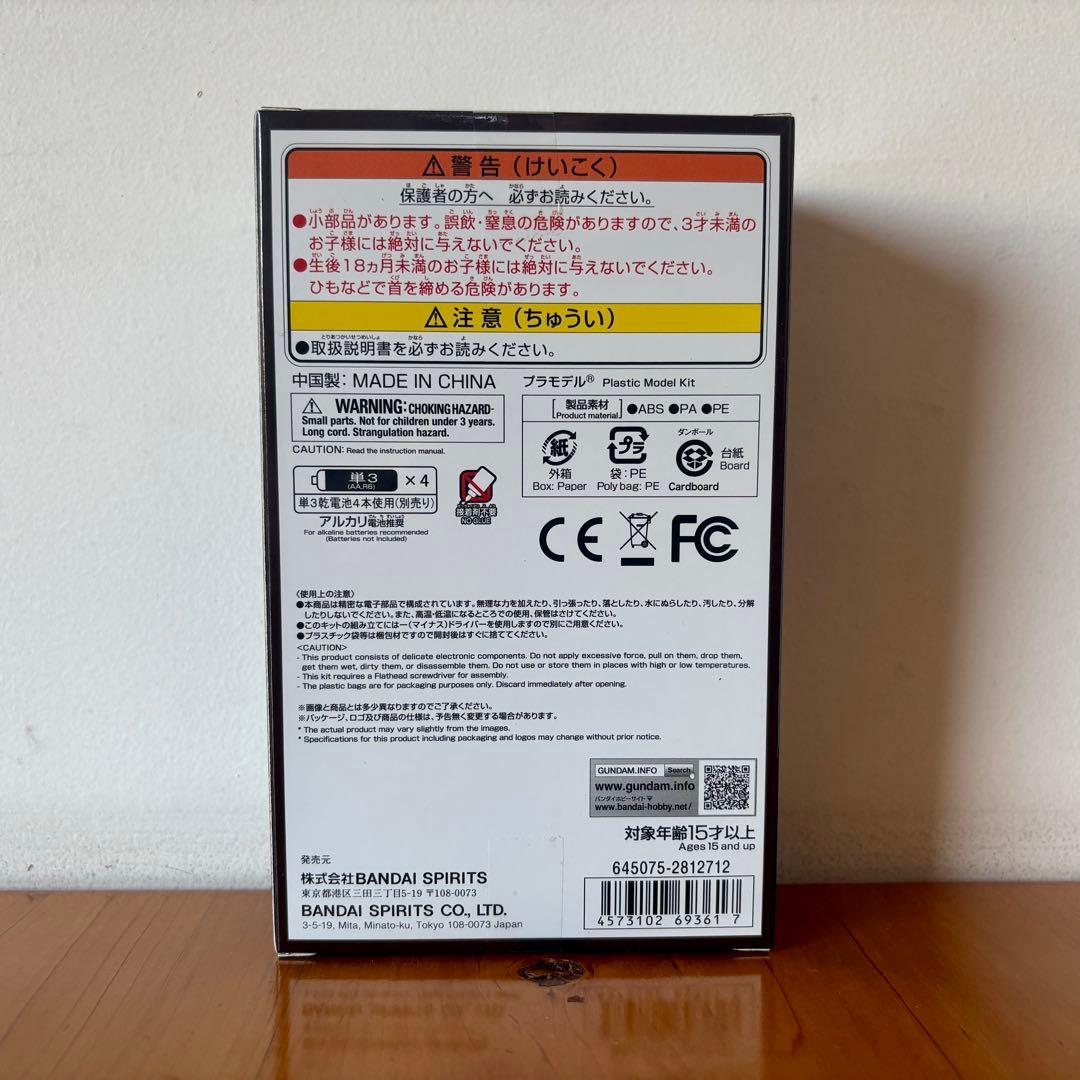 ⚠警告（けいこく）
保護者の方へ 必ずお読みください。
●小部品があります。誤飲・窒息の危険がありますので、3才未満の
お子様には絶対に与えないでください。
●生後18ヵ月未満のお子様には絶対に与えないでください。
ひもなどで首を締める危険があります。
⚠注意（ちゅうい）
●取扱説明書を必ずお読みください。
中国製：MADE IN CHINA
プラモデル® Plastic Model Kit
⚠ WARNING: CHOKING HAZARD-
Small parts. Not for children under 3 years.
Long cord. Strangulation hazard.
CAUTION: Read the instruction manual.
[製品素材 Product material] ●ABS ●PA ●PE
紙
外箱
Box: Paper
プラ
袋：PE
Poly bag: PE
ダンボール
Cardboard
台紙
Board
単3
(AA,R6)
×4
単3乾電池4本使用(別売り)
アルカリ電池推奨
For alkaline batteries recommended
(Batteries not included)
接着剤不要
NO GLUE
CE FC
〈使用上の注意〉
●本商品は精密な電子部品で構成されています。無理な力を加えたり、引っ張ったり、落としたり、水にぬらしたり、汚したり、分解
したりしないでください。また、高温・低温になるところでの使用、保管はさけてください。
●このキットの組み立てには－(マイナス)ドライバーを使用しますので別にご用意ください。
●プラスチック袋等は梱包材ですので開封後はすぐに捨ててください。
<CAUTION>
- This product consists of delicate electronic components. Do not apply excessive force, pull on them, drop them,
get them wet, dirty them, or disassemble them. Do not use or store them in places with high or low temperatures.
- This kit requires a Flathead screwdriver for assembly.
- The plastic bags are for packaging purposes only. Discard immediately after opening.
※画像と商品とは多少異なりますのでご了承ください。
※パッケージ、ロゴ及び商品の仕様は、予告無く変更する場合があります。
* The actual product may vary slightly from the images.
* Specifications for this product including packaging and logos may change without prior notice.
GUNDAM.INFO Search
www.gundam.info
バンダイホビーサイト
www.bandai-hobby.net/
対象年齢15才以上
Ages 15 and up
645075-2812712
4573102 693617
発売元
株式会社BANDAI SPIRITS
東京都港区三田三丁目5-19 〒108-0073
BANDAI SPIRITS CO., LTD.
3-5-19, Mita, Minato-ku, Tokyo 108-0073 Japan